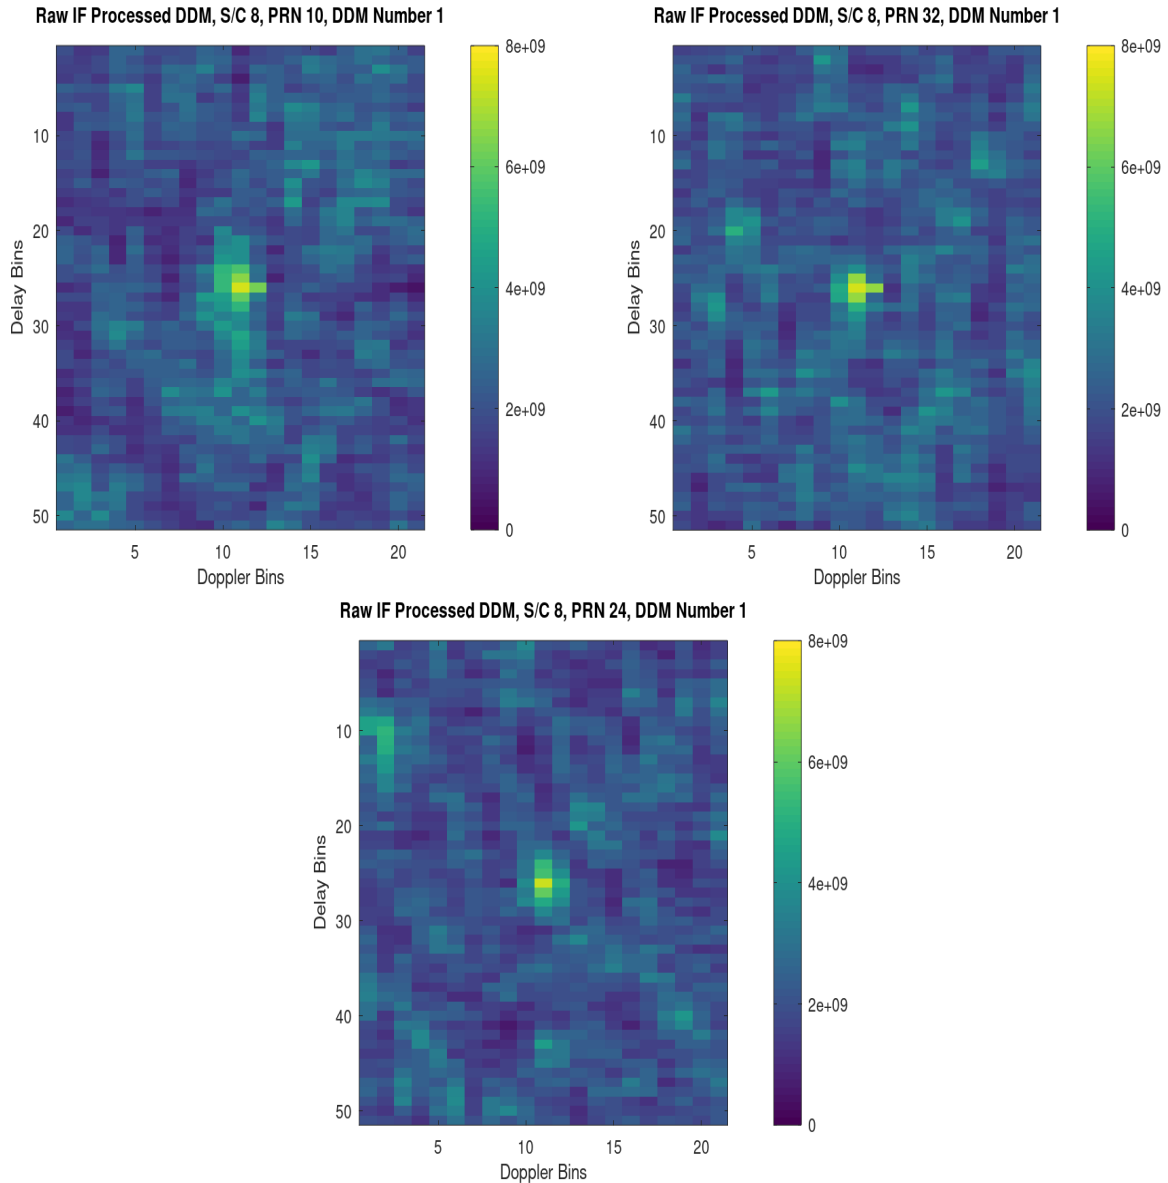 Raw IF Processed DDM, S/C 8, PRN 10, DDM Number 1
8e+09
6e+09
4e+09
2e+09
0
10
20
30
40
50
5
10
15
20
Delay Bins
Doppler Bins
Raw IF Processed DDM, S/C 8, PRN 32, DDM Number 1
8e+09
6e+09
4e+09
2e+09
0
10
20
30
40
50
5
10
15
20
Delay Bins
Doppler Bins
Raw IF Processed DDM, S/C 8, PRN 24, DDM Number 1
8e+09
6e+09
4e+09
2e+09
0
10
20
30
40
50
5
10
15
20
Delay Bins
Doppler Bins